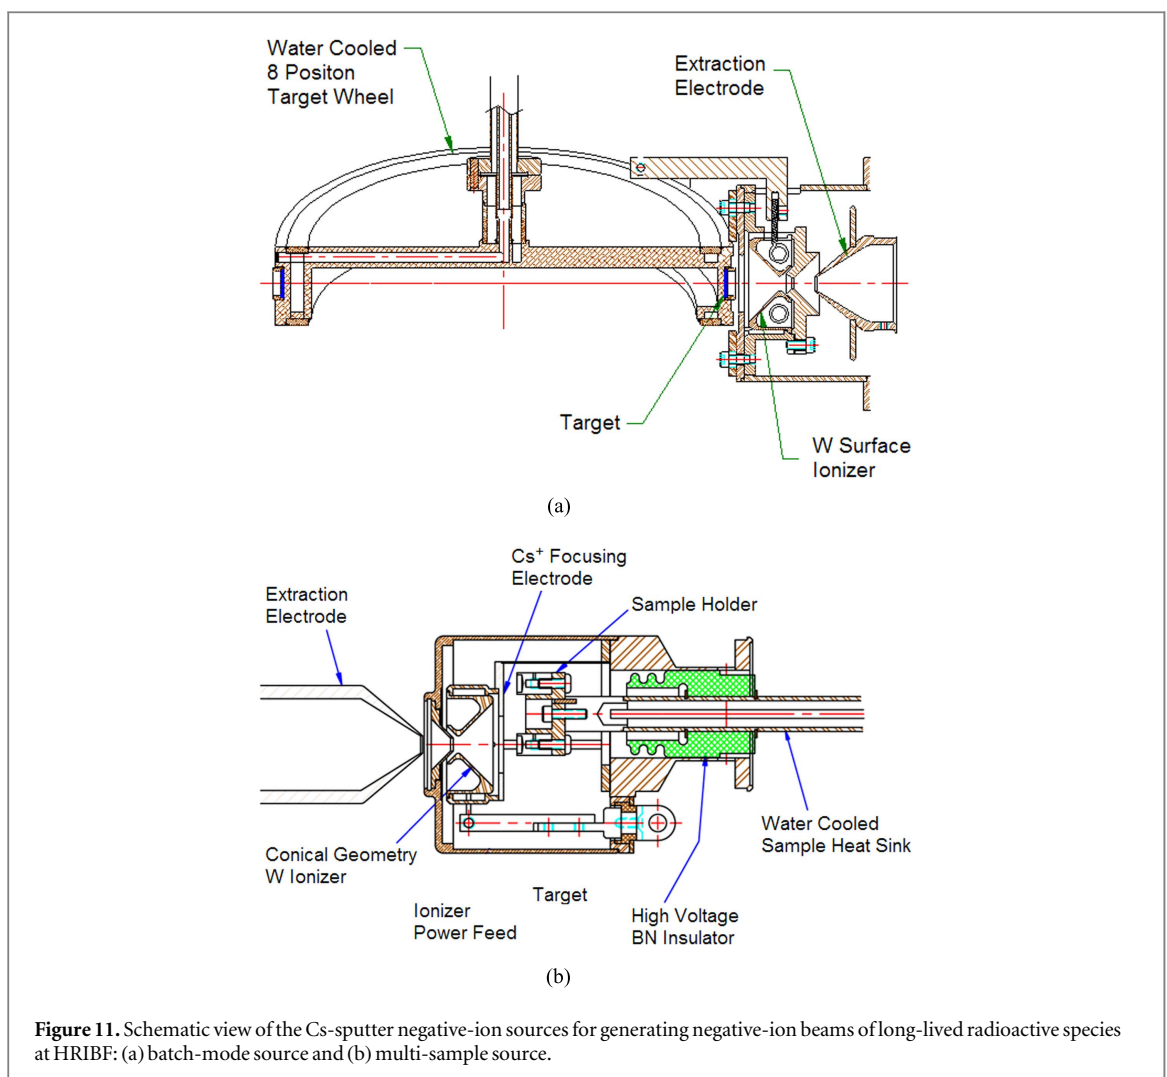 Water Cooled
8 Positon
Target Wheel
Extraction
Electrode
Target
W Surface
Ionizer
(a)
Cs+ Focusing
Electrode
Extraction
Electrode
Sample Holder
Conical Geometry
W Ionizer
Ionizer
Power Feed
Target
High Voltage
BN Insulator
Water Cooled
Sample Heat Sink
(b)
Figure 11. Schematic view of the Cs-sputter negative-ion sources for generating negative-ion beams of long-lived radioactive species
at HRIBF: (a) batch-mode source and (b) multi-sample source.